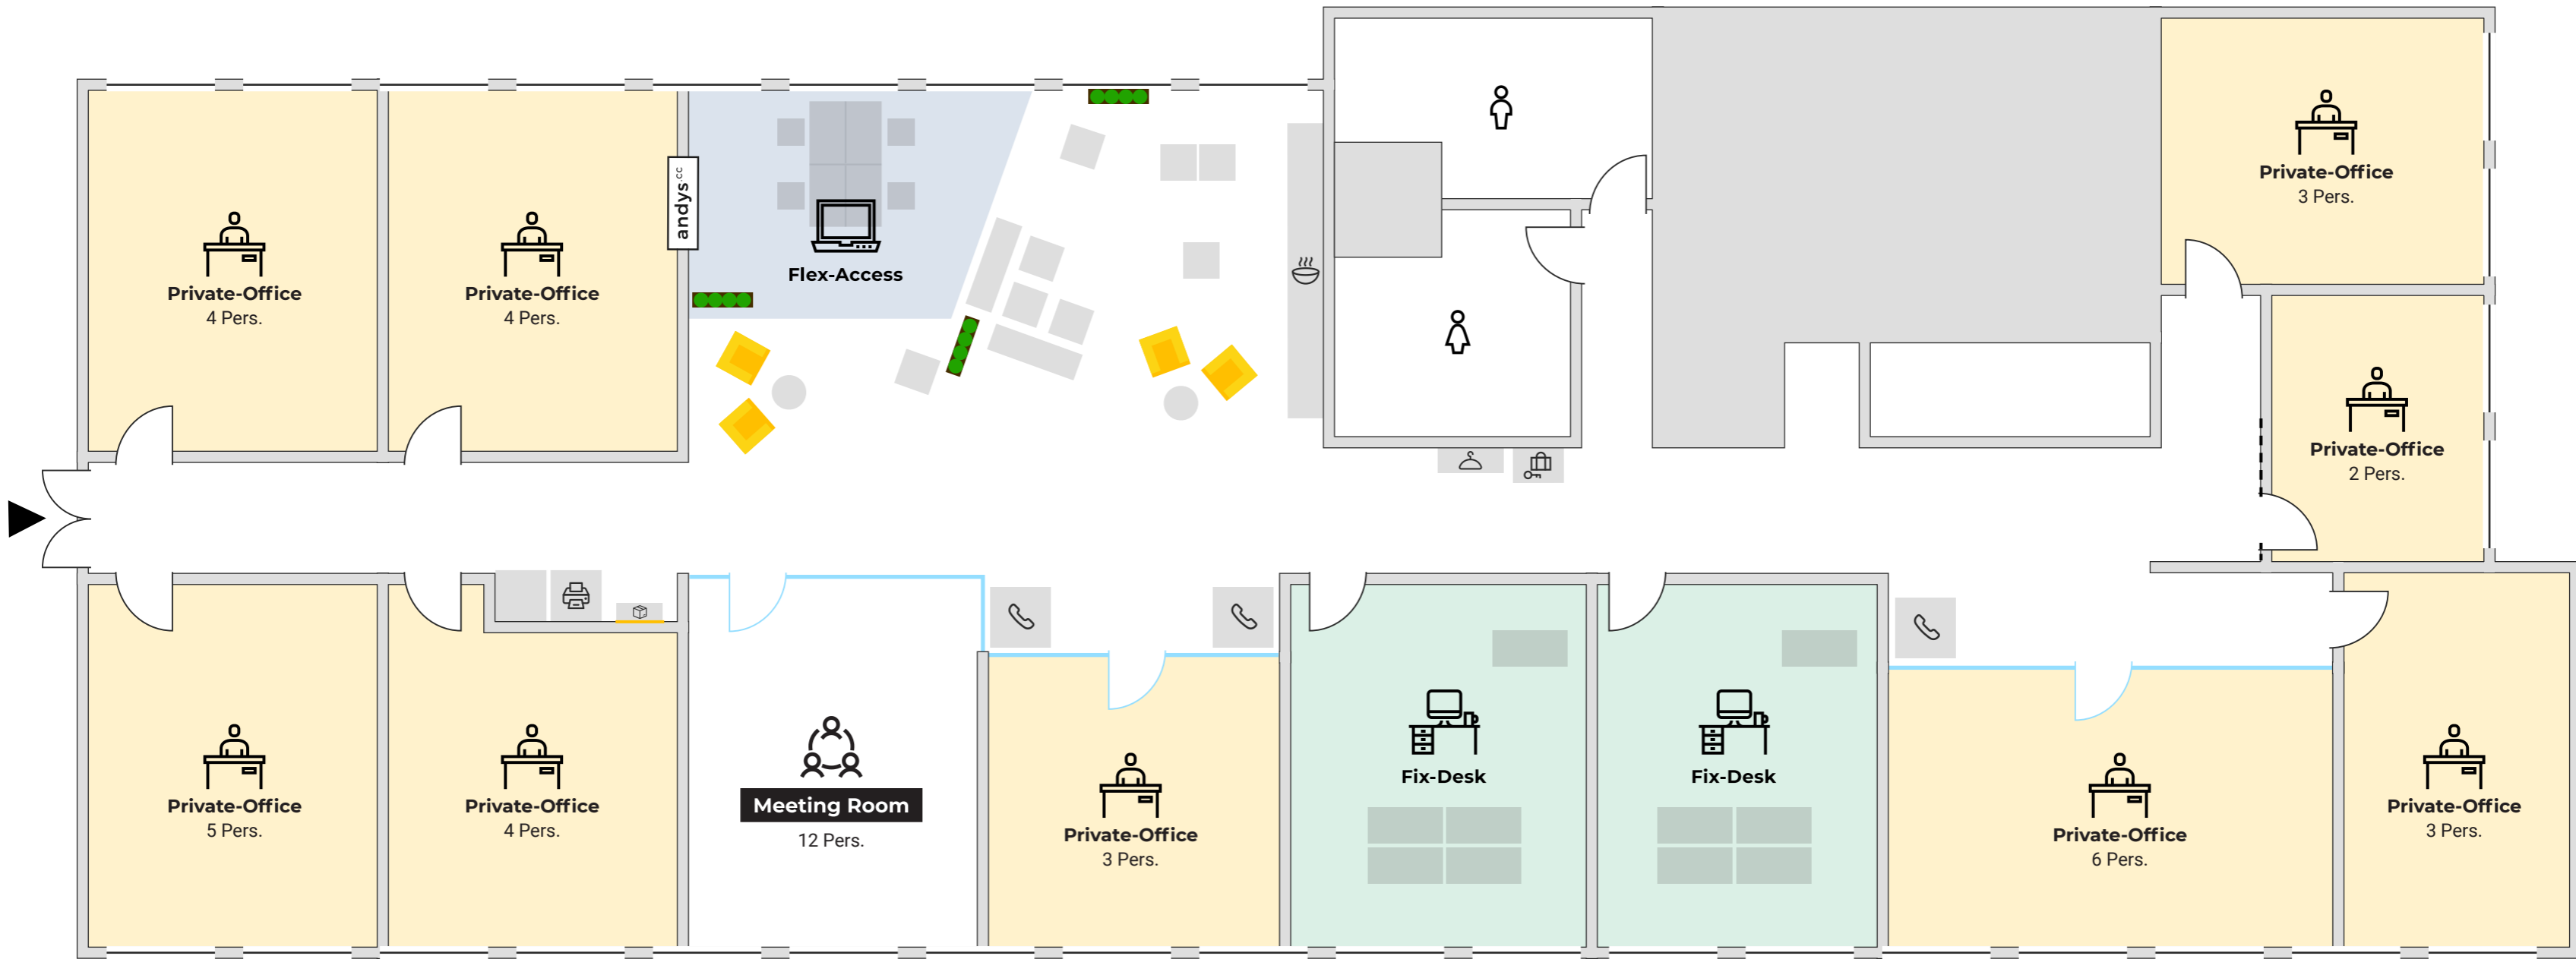 Private-Office
3 Pers.
andys.cc
Private-Office
4 Pers.
Private-Office
4 Pers.
Flex-Access
Private-Office
2 Pers.
Private-Office
5 Pers.
Private-Office
4 Pers.
Meeting Room
12 Pers.
Private-Office
3 Pers.
Fix-Desk
Fix-Desk
Private-Office
6 Pers.
Private-Office
3 Pers.